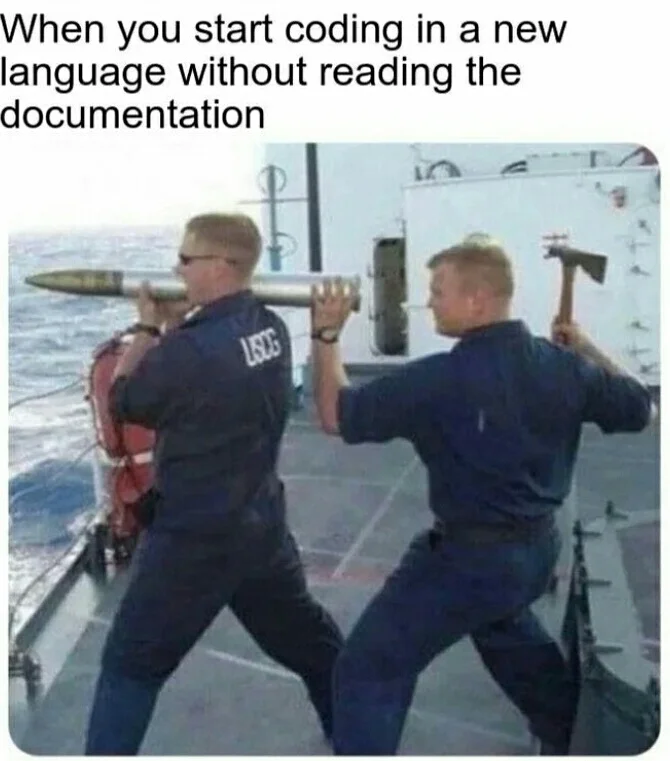 When you start coding in a new
language without reading the
documentation
USCG